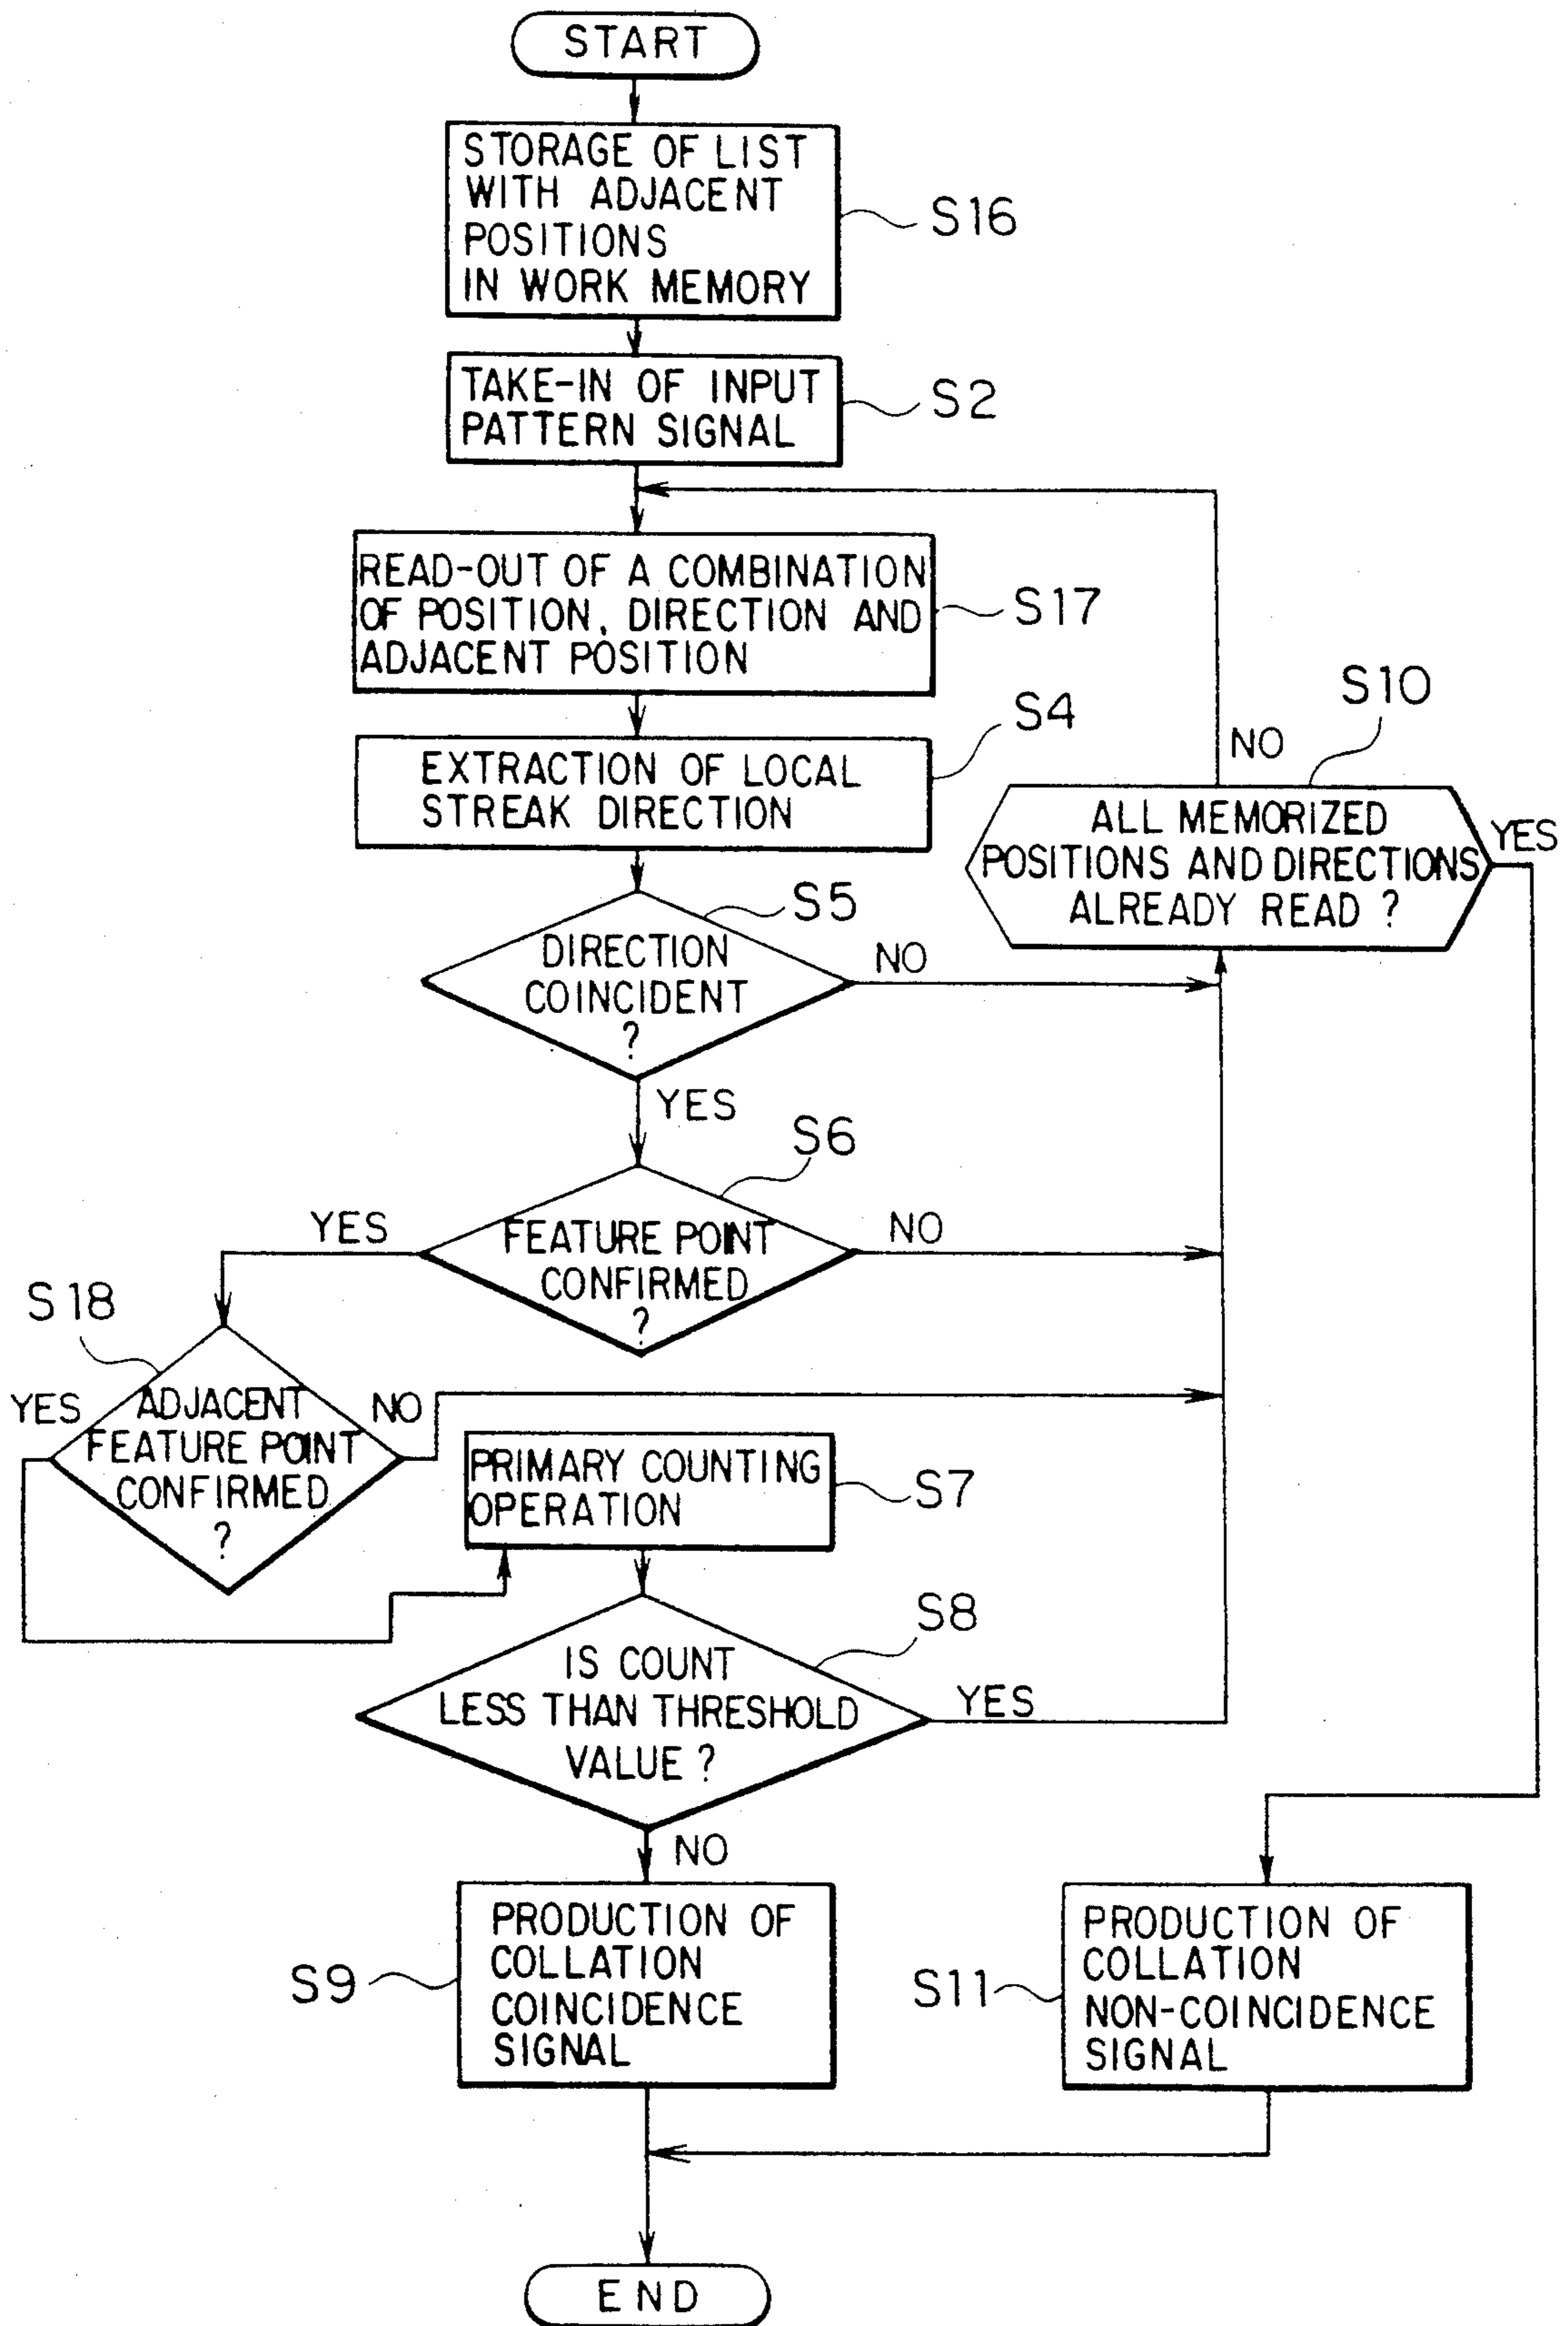 START
STORAGE OF LIST
WITH ADJACENT
POSITIONS
IN WORK MEMORY
S16
TAKE-IN OF INPUT
PATTERN SIGNAL
S2
READ-OUT OF A COMBINATION
OF POSITION, DIRECTION AND
ADJACENT POSITION
S17
EXTRACTION OF LOCAL
STREAK DIRECTION
S4
S10
NO
ALL MEMORIZED
POSITIONS AND DIRECTIONS
ALREADY READ ?
YES
S5
DIRECTION
COINCIDENT
?
NO
YES
S6
FEATURE POINT
CONFIRMED
?
YES
NO
S18
ADJACENT
FEATURE POINT
CONFIRMED
?
YES
NO
PRIMARY COUNTING
OPERATION
S7
S8
IS COUNT
LESS THAN THRESHOLD
VALUE ?
YES
NO
PRODUCTION OF
COLLATION
COINCIDENCE
SIGNAL
S9
PRODUCTION OF
COLLATION
NON-COINCIDENCE
SIGNAL
S11
END